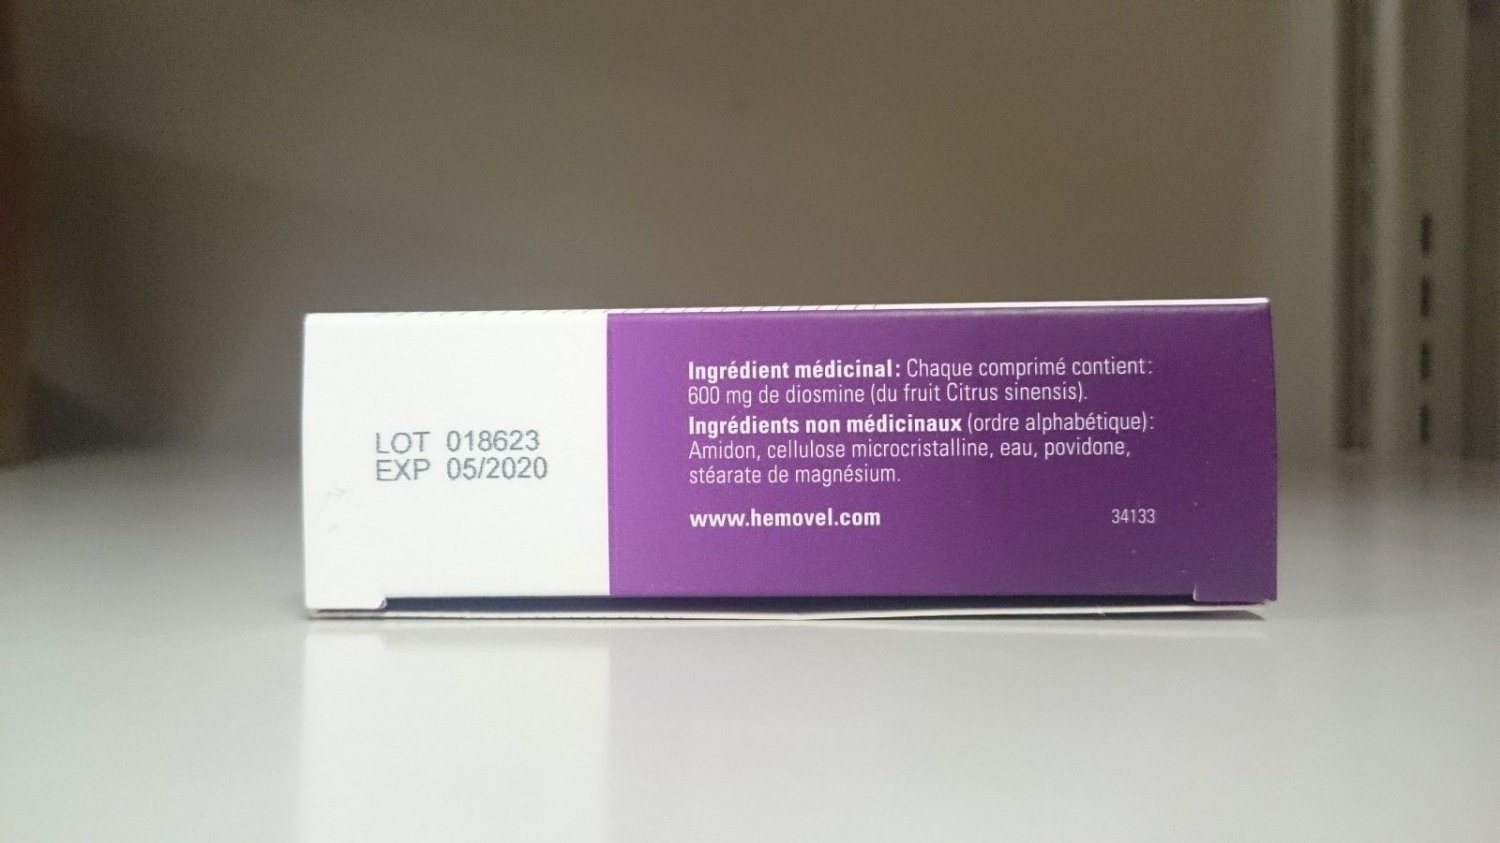 LOT 018623
EXP 05/2020
Ingrédient médicinal: Chaque comprimé contient:
600 mg de diosmine (du fruit Citrus sinensis).
Ingrédients non médicinaux (ordre alphabétique):
Amidon, cellulose microcristalline, eau, povidone,
stéarate de magnésium.
www.hemovel.com
34133